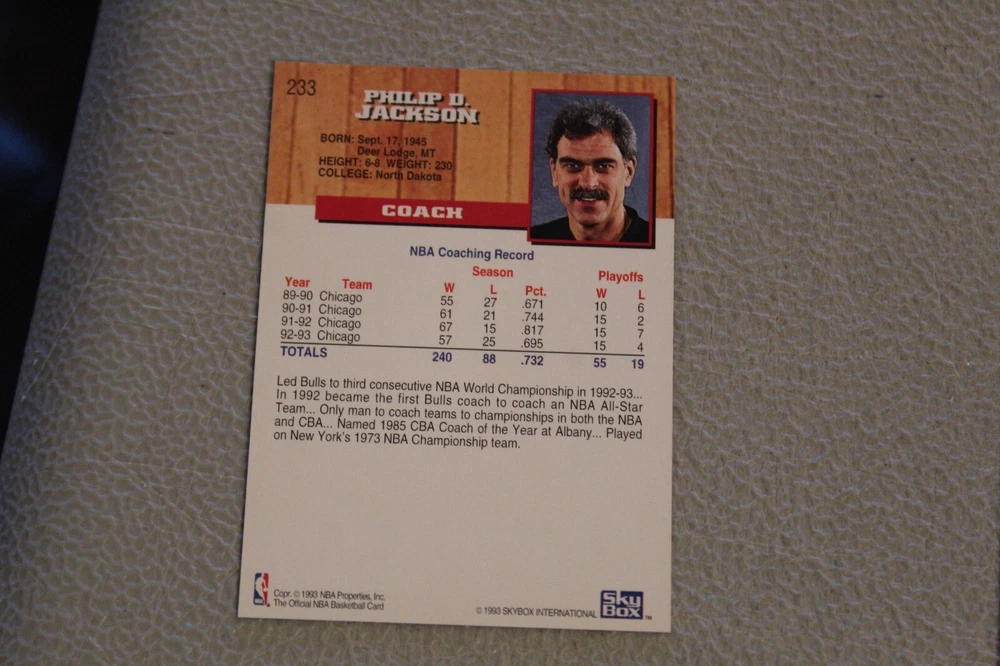 233
PHILIP D.
JACKSON
BORN: Sept. 17, 1945
Deer Lodge, MT
HEIGHT: 6-8 WEIGHT: 230
COLLEGE: North Dakota
COACH
NBA Coaching Record
Season Playoffs
Year Team W L Pct. W L
89-90 Chicago 55 27 .671 10 6
90-91 Chicago 61 21 .744 15 2
91-92 Chicago 67 15 .817 15 7
92-93 Chicago 57 25 .695 15 4
TOTALS 240 88 .732 55 19
Led Bulls to third consecutive NBA World Championship in 1992-93...
In 1992 became the first Bulls coach to coach an NBA All-Star
Team... Only man to coach teams to championships in both the NBA
and CBA... Named 1985 CBA Coach of the Year at Albany... Played
on New York's 1973 NBA Championship team.
NBA
Copr. © 1993 NBA Properties, Inc.
The Official NBA Basketball Card
© 1993 SKYBOX INTERNATIONAL
Sky
BOX TM